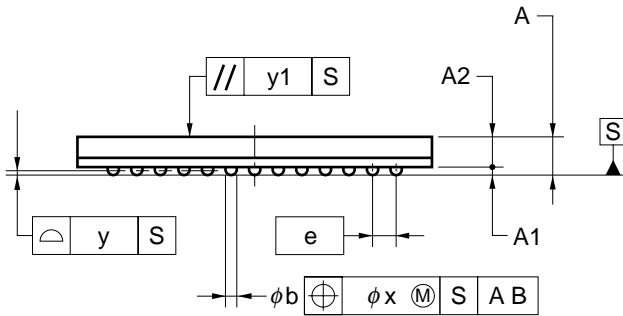 A
// y1 S
A2
S
⌓ y S
e
A1
φb ⌖ φx Ⓜ S A B